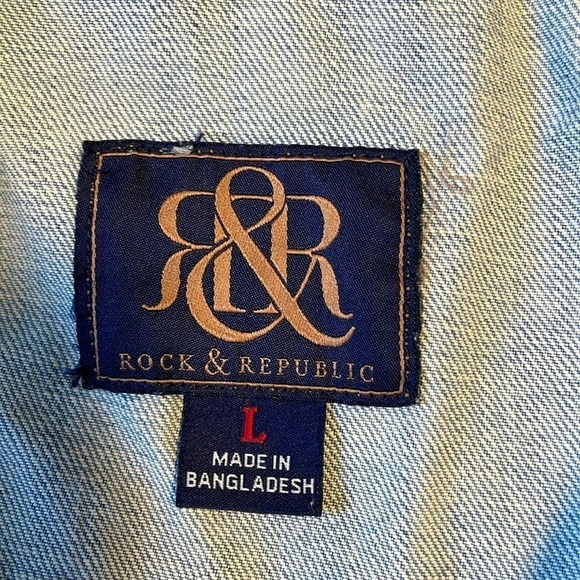 R&R
ROCK & REPUBLIC
L
MADE IN
BANGLADESH